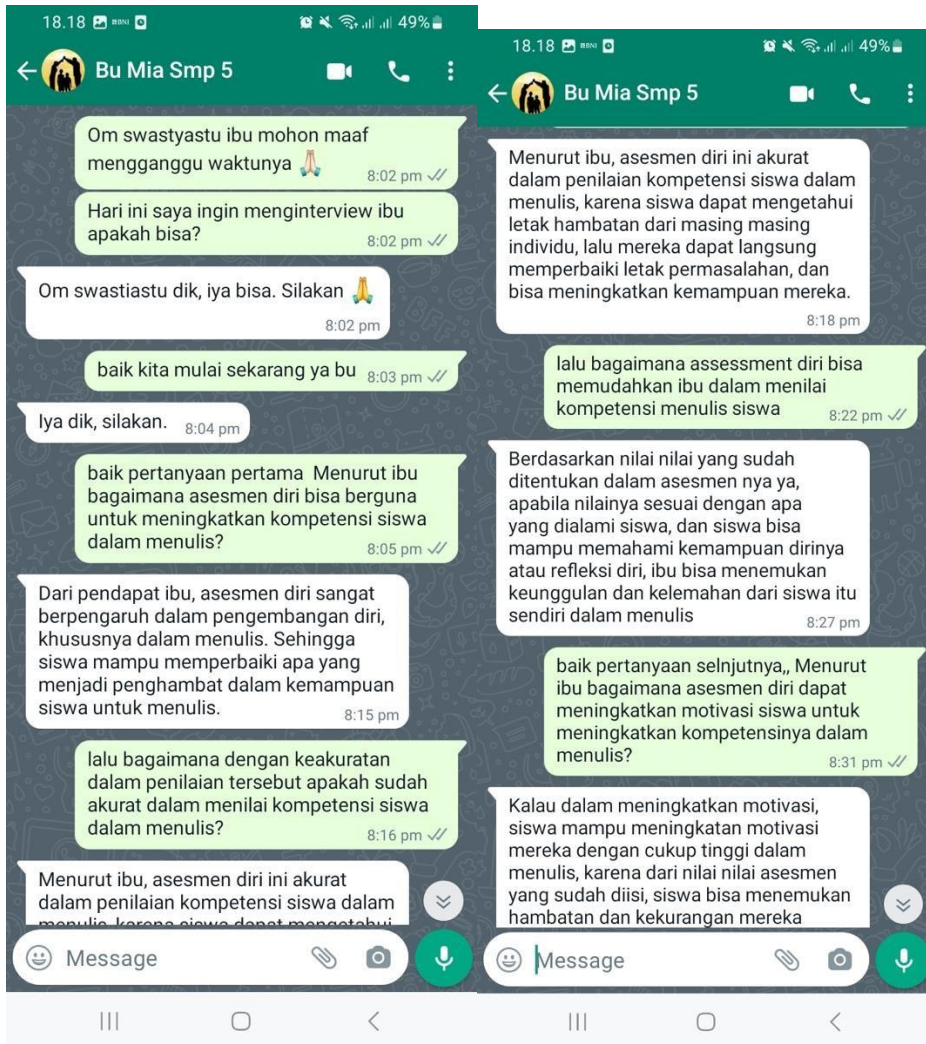 18.18 BNI 49%
Bu Mia Smp 5
Om swastyastu ibu mohon maaf
mengganggu waktunya 🙏🏻
8:02 pm
Hari ini saya ingin menginterview ibu
apakah bisa?
8:02 pm
Om swastiastu dik, iya bisa. Silakan 🙏
8:02 pm
baik kita mulai sekarang ya bu 8:03 pm
Iya dik, silakan. 8:04 pm
baik pertanyaan pertama Menurut ibu
bagaimana asesmen diri bisa berguna
untuk meningkatkan kompetensi siswa
dalam menulis?
8:05 pm
Dari pendapat ibu, asesmen diri sangat
berpengaruh dalam pengembangan diri,
khususnya dalam menulis. Sehingga
siswa mampu memperbaiki apa yang
menjadi penghambat dalam kemampuan
siswa untuk menulis.
8:15 pm
lalu bagaimana dengan keakuratan
dalam penilaian tersebut apakah sudah
akurat dalam menilai kompetensi siswa
dalam menulis?
8:16 pm
Menurut ibu, asesmen diri ini akurat
dalam penilaian kompetensi siswa dalam
menulis, karena siswa dapat mengetahui
Message
18.18 BNI 49%
Bu Mia Smp 5
Menurut ibu, asesmen diri ini akurat
dalam penilaian kompetensi siswa dalam
menulis, karena siswa dapat mengetahui
letak hambatan dari masing masing
individu, lalu mereka dapat langsung
memperbaiki letak permasalahan, dan
bisa meningkatkan kemampuan mereka.
8:18 pm
lalu bagaimana assessment diri bisa
memudahkan ibu dalam menilai
kompetensi menulis siswa
8:22 pm
Berdasarkan nilai nilai yang sudah
ditentukan dalam asesmen nya ya,
apabila nilainya sesuai dengan apa
yang dialami siswa, dan siswa bisa
mampu memahami kemampuan dirinya
atau refleksi diri, ibu bisa menemukan
keunggulan dan kelemahan dari siswa itu
sendiri dalam menulis
8:27 pm
baik pertanyaan selnjutnya,, Menurut
ibu bagaimana asesmen diri dapat
meningkatkan motivasi siswa untuk
meningkatkan kompetensinya dalam
menulis?
8:31 pm
Kalau dalam meningkatkan motivasi,
siswa mampu meningkatan motivasi
mereka dengan cukup tinggi dalam
menulis, karena dari nilai nilai asesmen
yang sudah diisi, siswa bisa menemukan
hambatan dan kekurangan mereka
Message